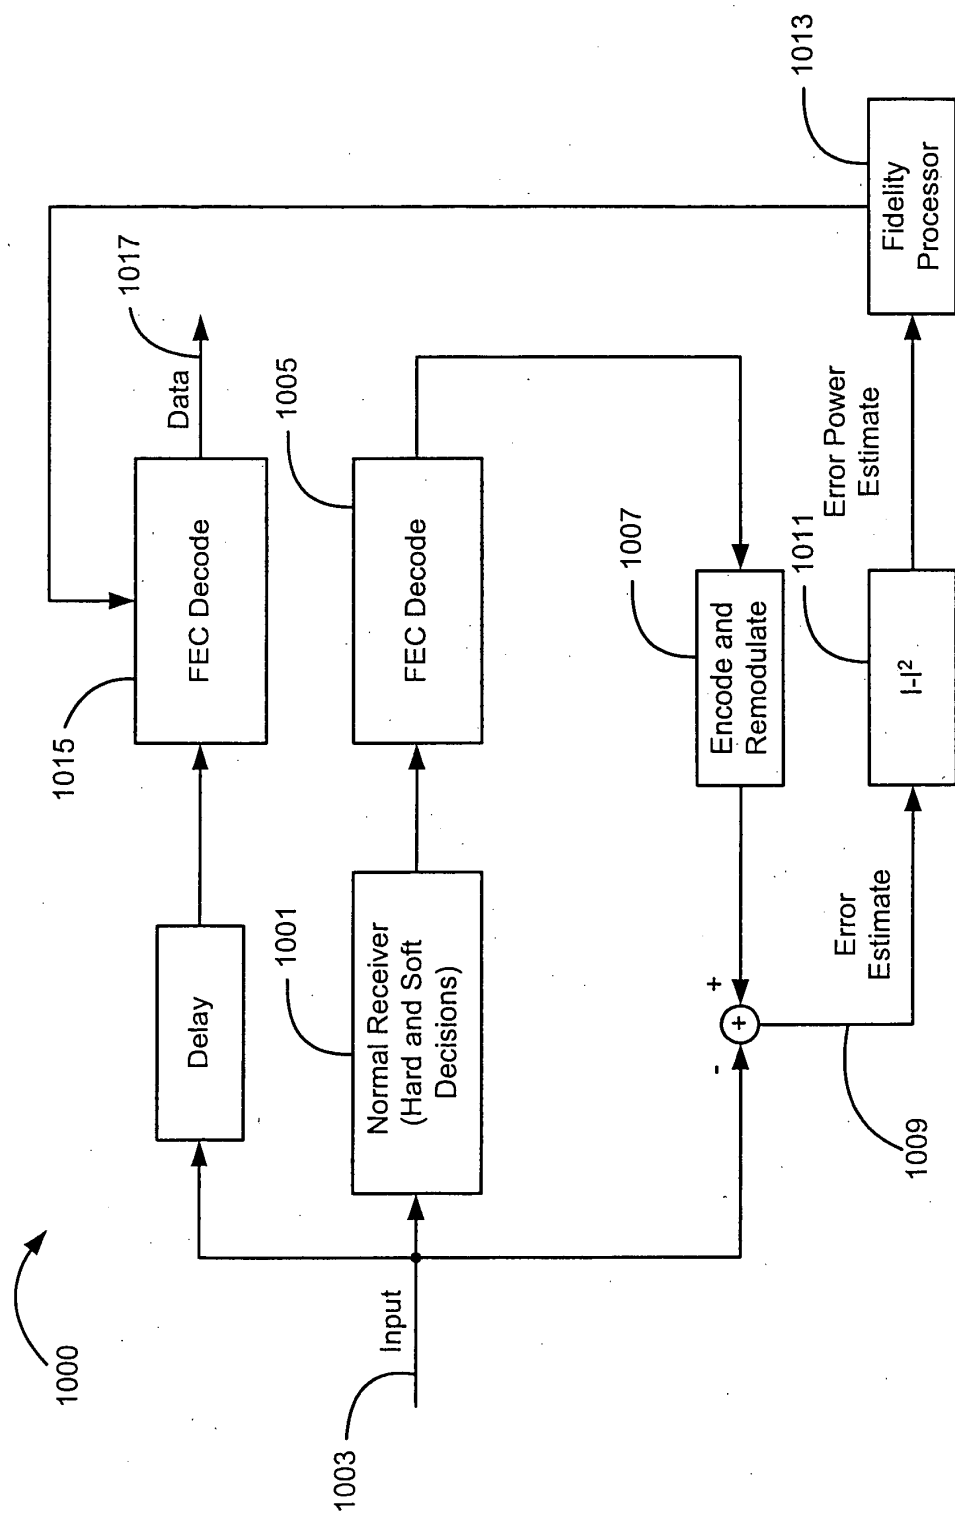 1000
1003
Input
Delay
1015
FEC Decode
Data
1017
1001
Normal Receiver
(Hard and Soft
Decisions)
FEC Decode
1005
1007
Encode and
Remodulate
+
-
+
1009
Error
Estimate
1011
I-I²
Error Power
Estimate
1013
Fidelity
Processor